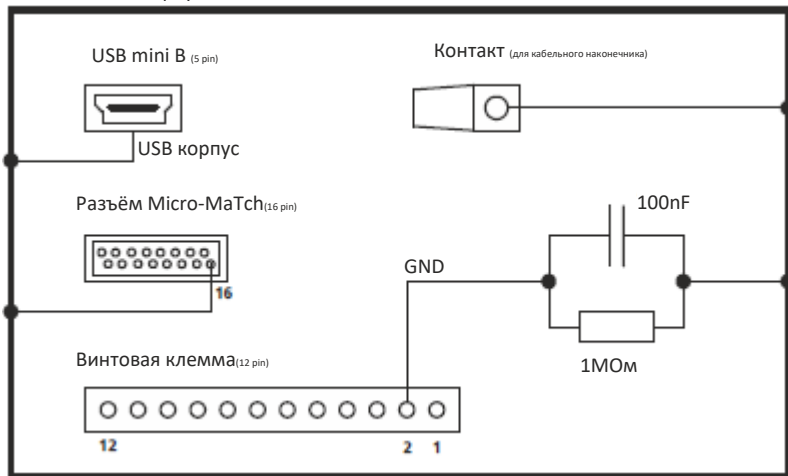 USB mini B (5 pin)
Контакт (для кабельного наконечника)
USB корпус
Разъём Micro-MaTch(16 pin)
16
100nF
GND
1МОм
Винтовая клемма(12 pin)
12
2
1